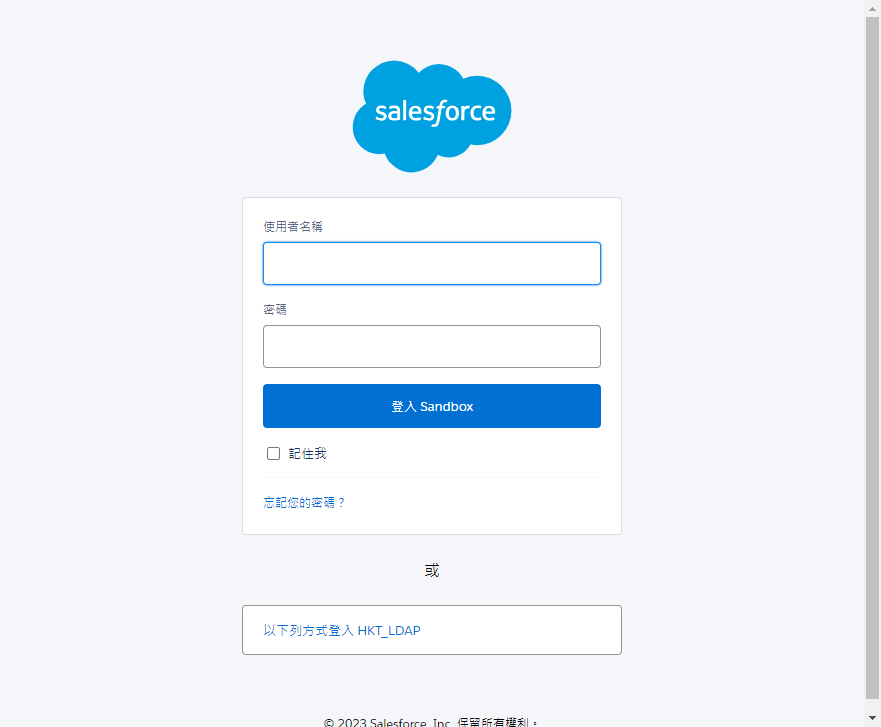 salesforce
使用者名稱
密碼
登入 Sandbox
記住我
忘記您的密碼？
或
以下列方式登入 HKT_LDAP
© 2023 Salesforce, Inc. 保留所有權利。